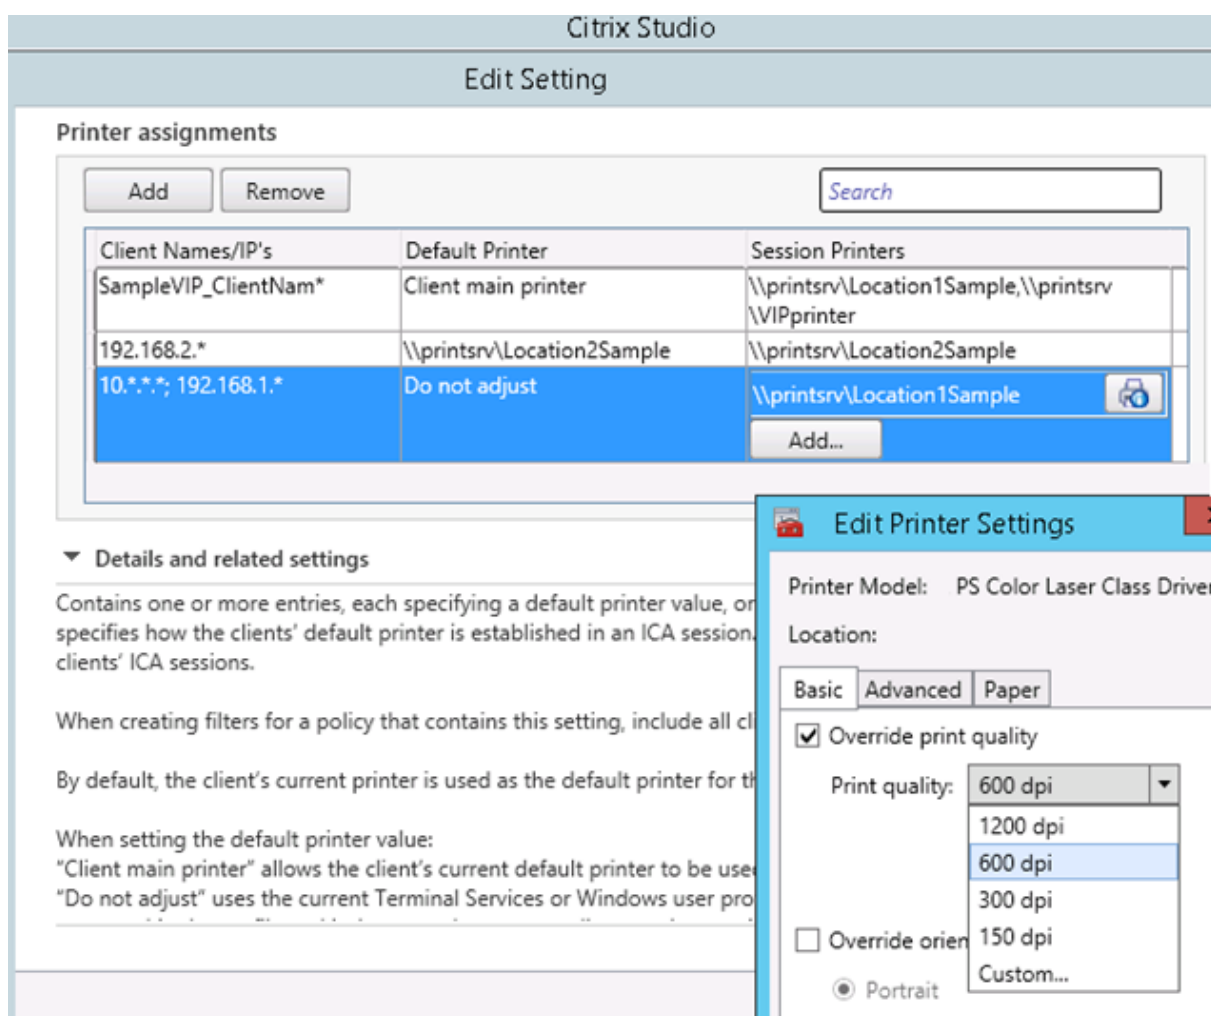 Citrix Studio
Edit Setting
Printer assignments
Add
Remove
Search
Client Names/IP's
Default Printer
Session Printers
SampleVIP_ClientNam*
Client main printer
\\printsrv\Location1Sample,\\printsrv
\VIPprinter
192.168.2.*
\\printsrv\Location2Sample
\\printsrv\Location2Sample
10.*.*.*; 192.168.1.*
Do not adjust
\\printsrv\Location1Sample
Add...
Details and related settings
Contains one or more entries, each specifying a default printer value, or
specifies how the clients' default printer is established in an ICA session.
clients' ICA sessions.
When creating filters for a policy that contains this setting, include all cli
By default, the client's current printer is used as the default printer for th
When setting the default printer value:
"Client main printer" allows the client's current default printer to be used
"Do not adjust" uses the current Terminal Services or Windows user pro
Edit Printer Settings
Printer Model: PS Color Laser Class Driver
Location:
Basic
Advanced
Paper
Override print quality
Print quality: 600 dpi
1200 dpi
600 dpi
300 dpi
150 dpi
Custom...
Override orien
Portrait